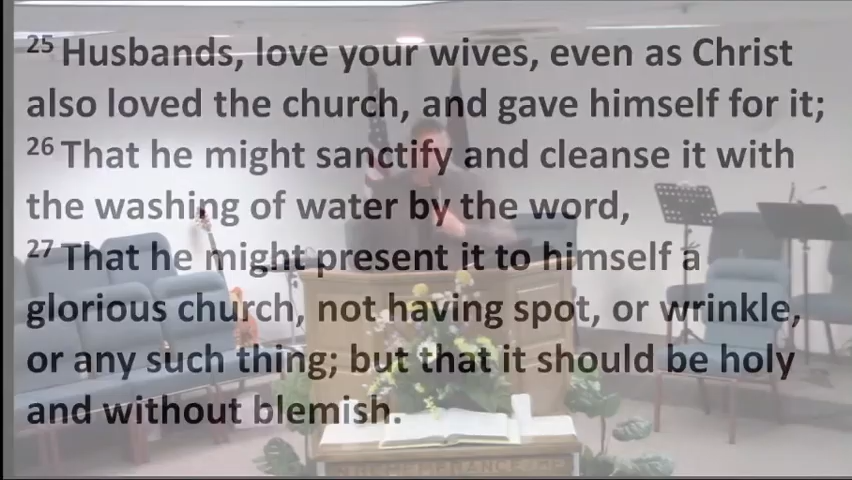 25 Husbands, love your wives, even as Christ
also loved the church, and gave himself for it;
26 That he might sanctify and cleanse it with
the washing of water by the word,
27 That he might present it to himself a
glorious church, not having spot, or wrinkle,
or any such thing; but that it should be holy
and without blemish.
IN REMEMBRANCE OF